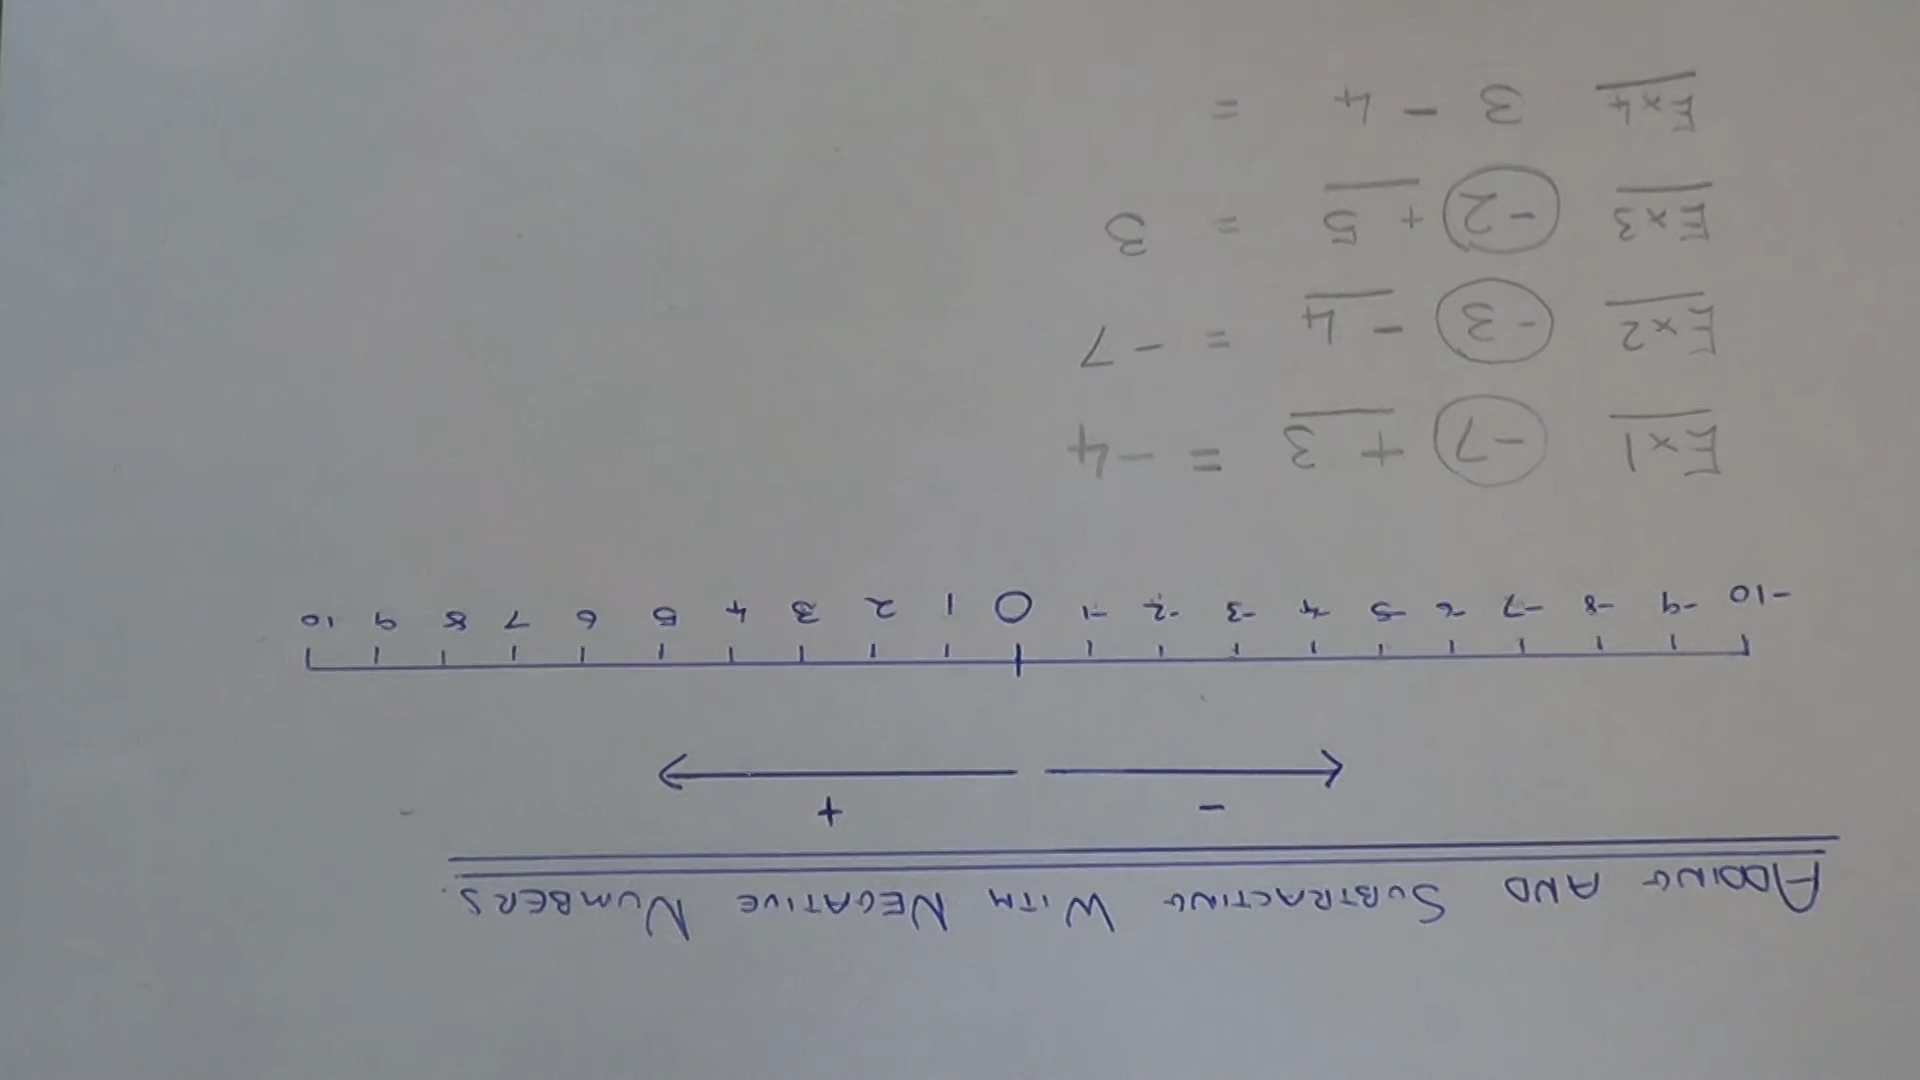 ADDING AND SUBTRACTING WITH NEGATIVE NUMBERS.
- +
-10 -9 -8 -7 -6 -5 -4 -3 -2 -1 0 1 2 3 4 5 6 7 8 9 10
Ex1 -7 + 3 = -4
Ex2 -3 - 4 = -7
Ex3 -2 + 5 = 3
Ex4 3 - 4 =